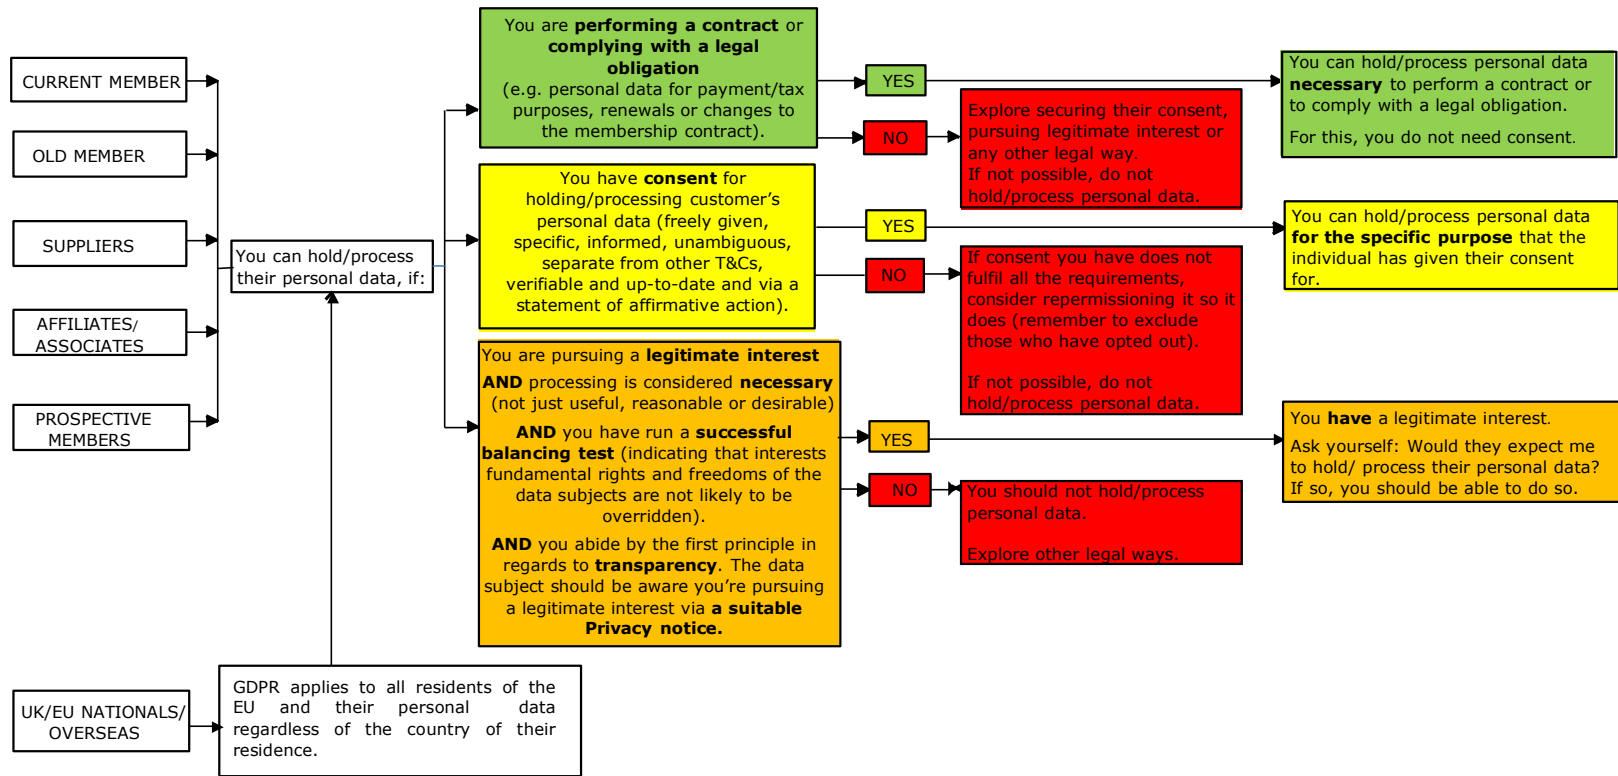 CURRENT MEMBER
OLD MEMBER
SUPPLIERS
AFFILIATES/
ASSOCIATES
PROSPECTIVE
MEMBERS
UK/EU NATIONALS/
OVERSEAS
You can hold/process
their personal data, if:
GDPR applies to all residents of the
EU and their personal data
regardless of the country of their
residence.
You are performing a contract or
complying with a legal
obligation
(e.g. personal data for payment/tax
purposes, renewals or changes to
the membership contract).
YES
You can hold/process personal data
necessary to perform a contract or
to comply with a legal obligation.
For this, you do not need consent.
NO
Explore securing their consent,
pursuing legitimate interest or
any other legal way.
If not possible, do not
hold/process personal data.
You have consent for
holding/processing customer's
personal data (freely given,
specific, informed, unambiguous,
separate from other T&Cs,
verifiable and up-to-date and via a
statement of affirmative action).
YES
You can hold/process personal data
for the specific purpose that the
individual has given their consent
for.
NO
If consent you have does not
fulfil all the requirements,
consider repermissioning it so it
does (remember to exclude
those who have opted out).
If not possible, do not
hold/process personal data.
You are pursuing a legitimate interest
AND processing is considered necessary
(not just useful, reasonable or desirable)
AND you have run a successful
balancing test (indicating that interests
fundamental rights and freedoms of the
data subjects are not likely to be
overridden).
AND you abide by the first principle in
regards to transparency. The data
subject should be aware you're pursuing
a legitimate interest via a suitable
Privacy notice.
YES
You have a legitimate interest.
Ask yourself: Would they expect me
to hold/ process their personal data?
If so, you should be able to do so.
NO
You should not hold/process
personal data.
Explore other legal ways.